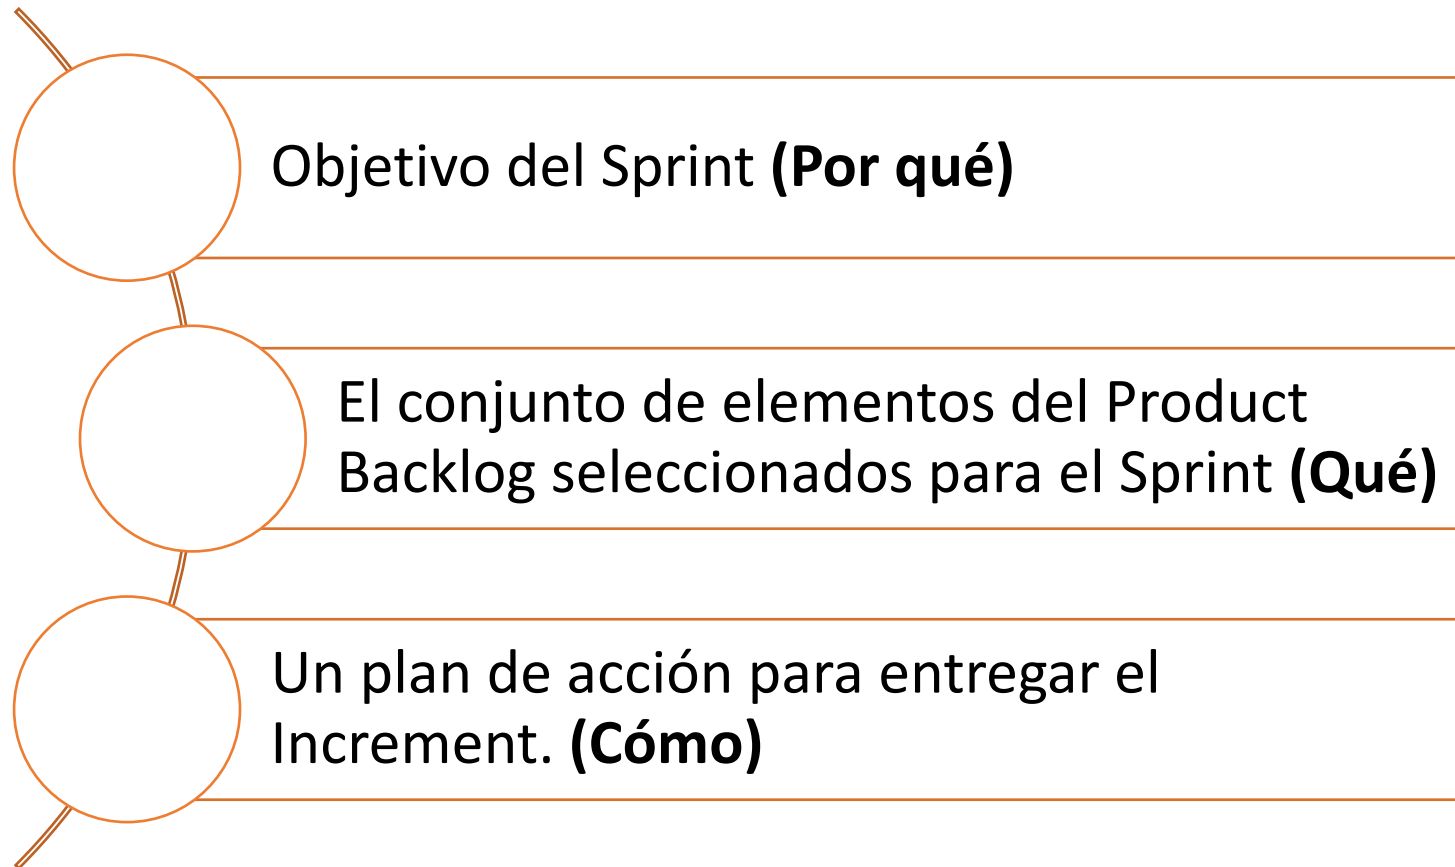 Objetivo del Sprint (Por qué)
El conjunto de elementos del Product
Backlog seleccionados para el Sprint (Qué)
Un plan de acción para entregar el
Increment. (Cómo)